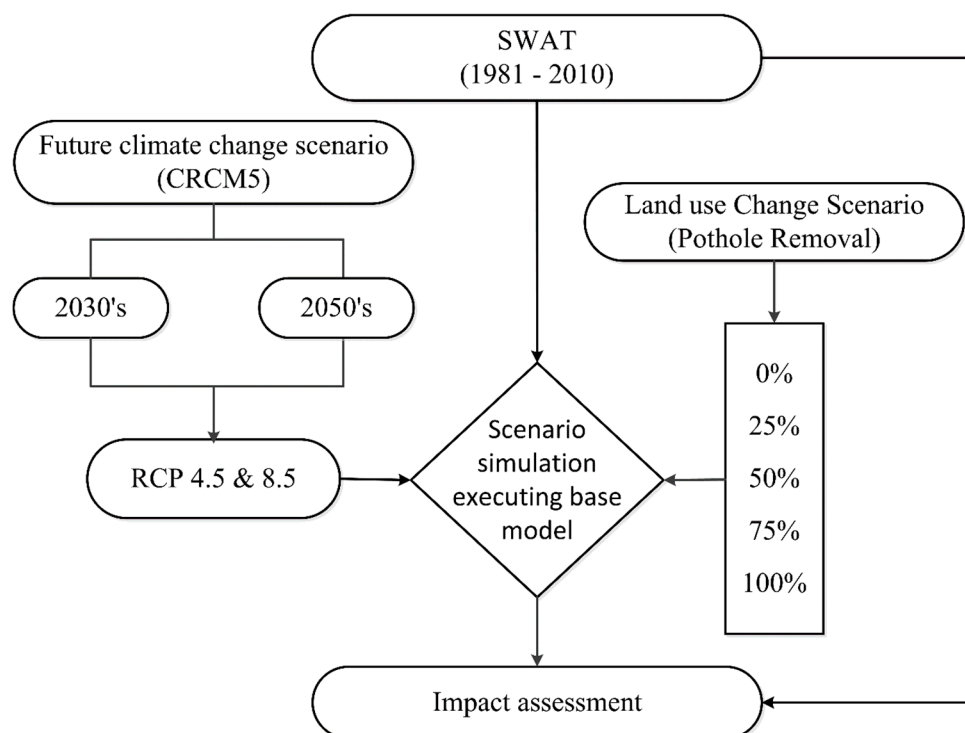 SWAT
(1981 - 2010)
Future climate change scenario
(CRCM5)
2030's
2050's
RCP 4.5 & 8.5
Land use Change Scenario
(Pothole Removal)
0%
25%
50%
75%
100%
Scenario
simulation
executing base
model
Impact assessment